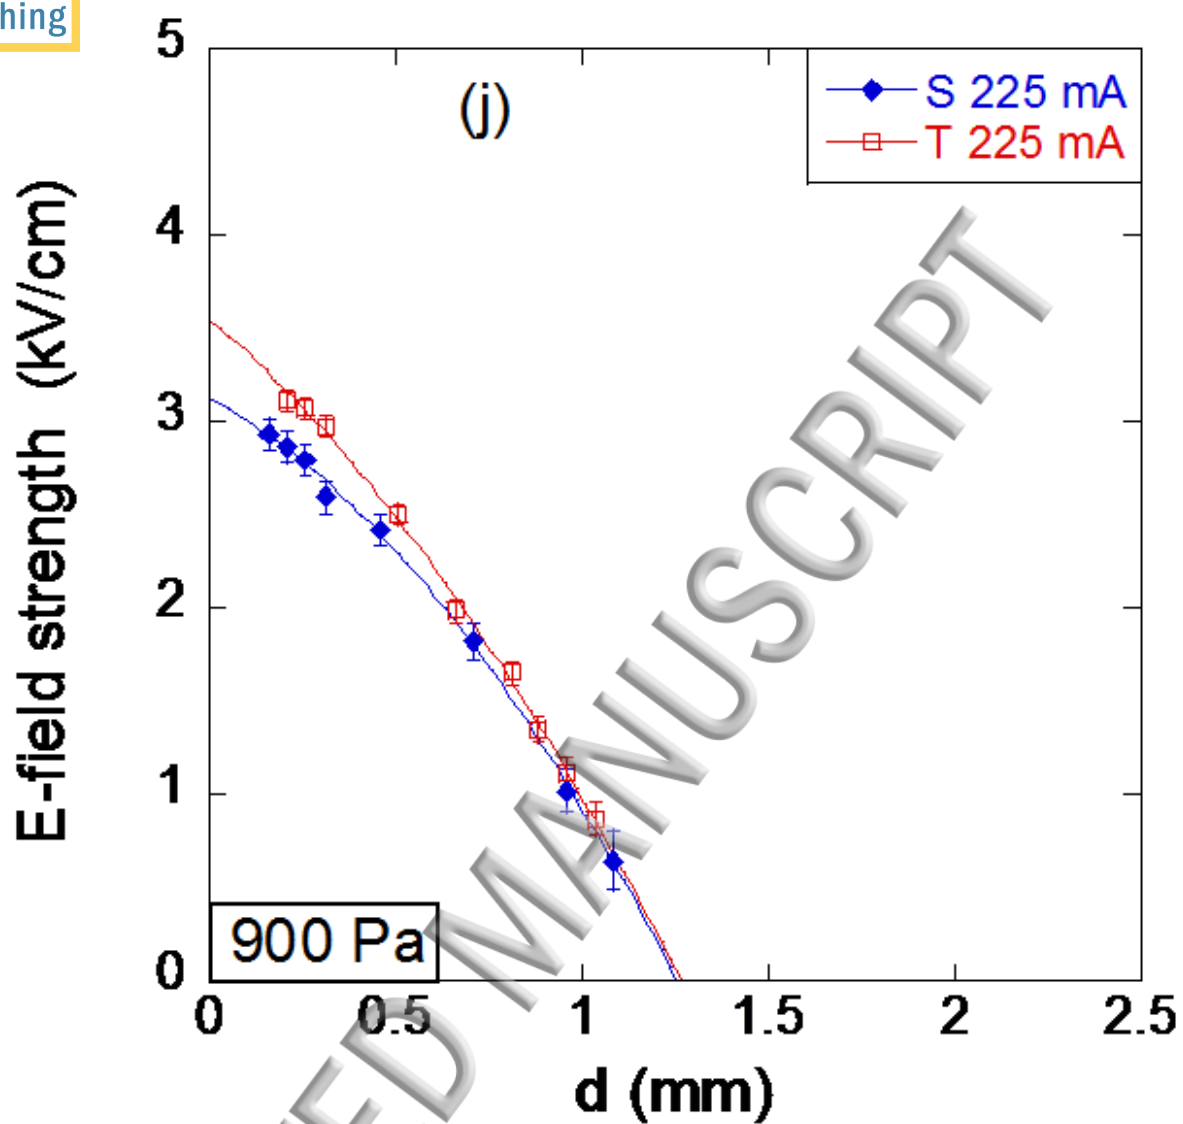 hing
5
(j)
S 225 mA
T 225 mA
4
3
2
1
0
E-field strength (kV/cm)
900 Pa
0 0.5 1 1.5 2 2.5
d (mm)
ED MANUSCRIPT